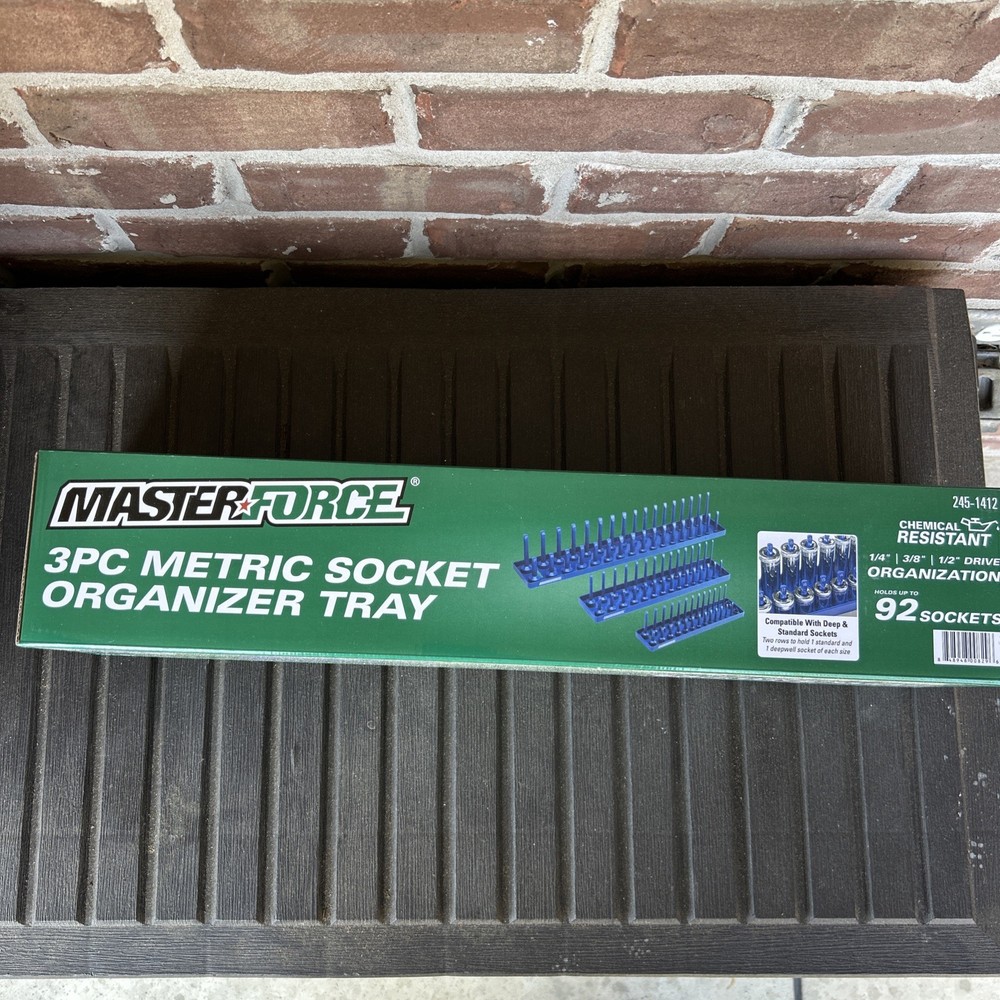 MASTER★FORCE®
3PC METRIC SOCKET
ORGANIZER TRAY
Compatible With Deep &
Standard Sockets
Two rows to hold 1 standard and
1 deepwell socket of each size
245-1412
CHEMICAL
RESISTANT
1/4" | 3/8" | 1/2" DRIVE
ORGANIZATION
HOLDS UP TO
92 SOCKETS